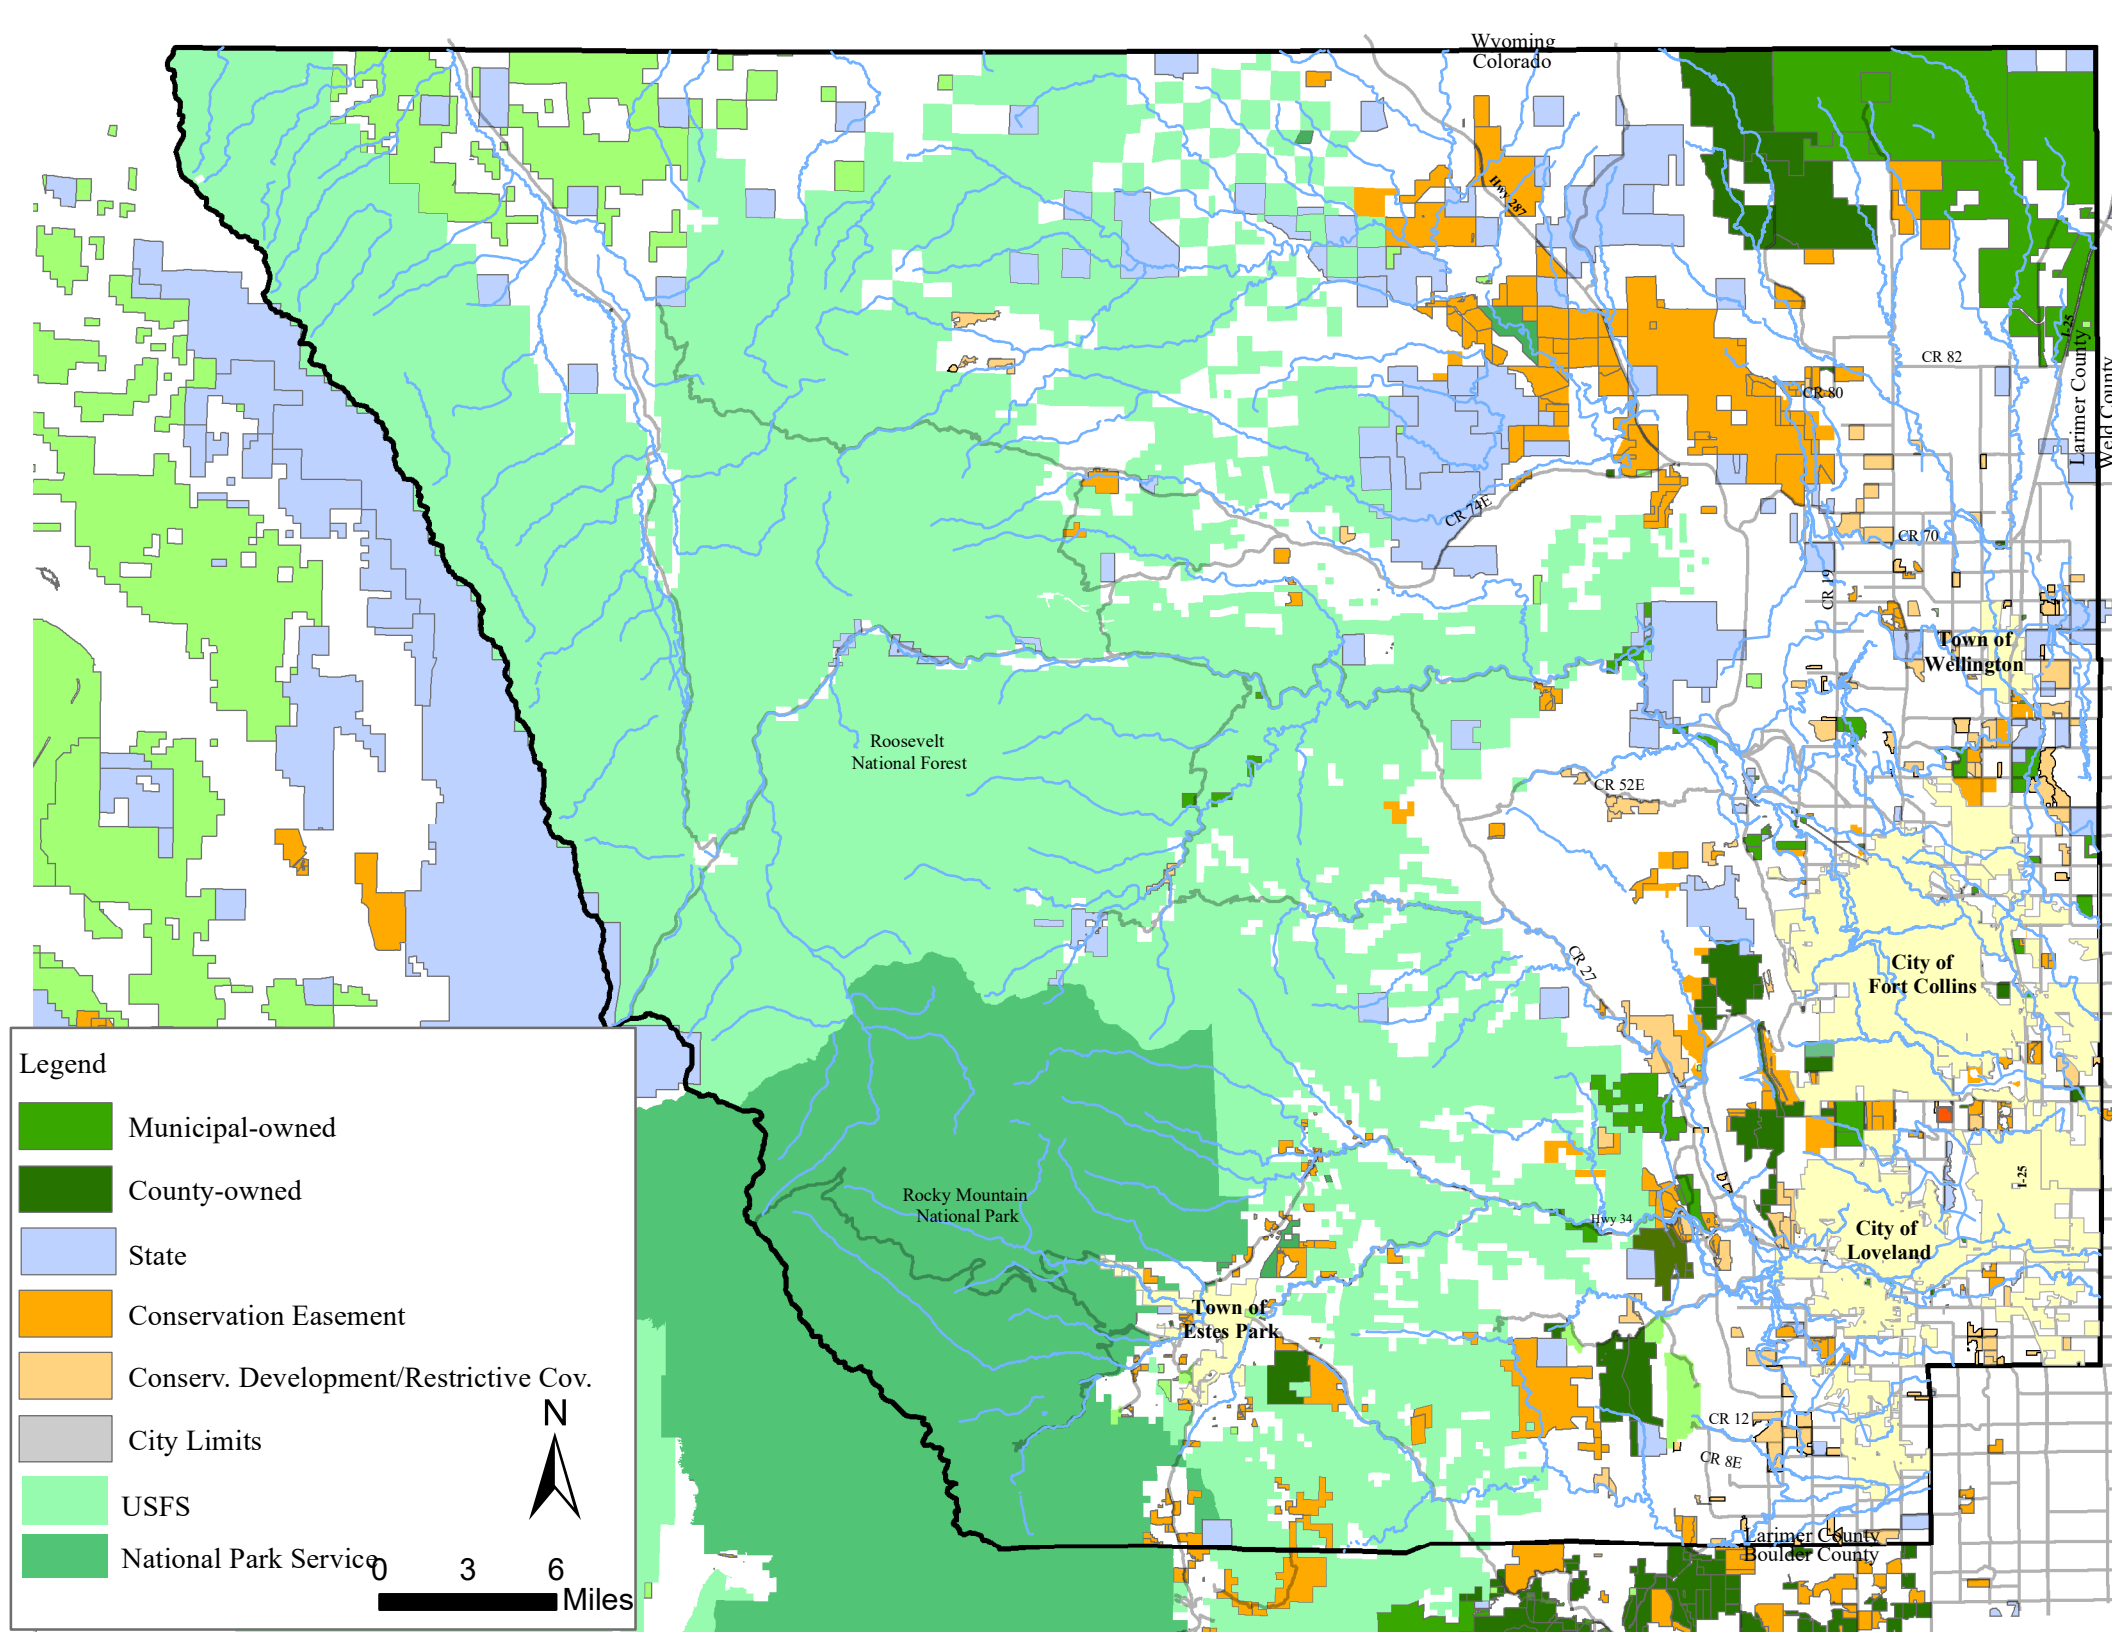 Wyoming
Colorado
Hwy 287
I-25
Larimer County
Weld County
CR 82
CR 80
CR 74E
CR 70
CR 19
Town of
Wellington
Roosevelt
National Forest
CR 52E
City of
Fort Collins
CR 27
Rocky Mountain
National Park
Hwy 34
I-25
City of
Loveland
Town of
Estes Park
CR 12
CR 8E
Larimer County
Boulder County
Legend
Municipal-owned
County-owned
State
Conservation Easement
Conserv. Development/Restrictive Cov.
City Limits
USFS
National Park Service
N
0 3 6
Miles